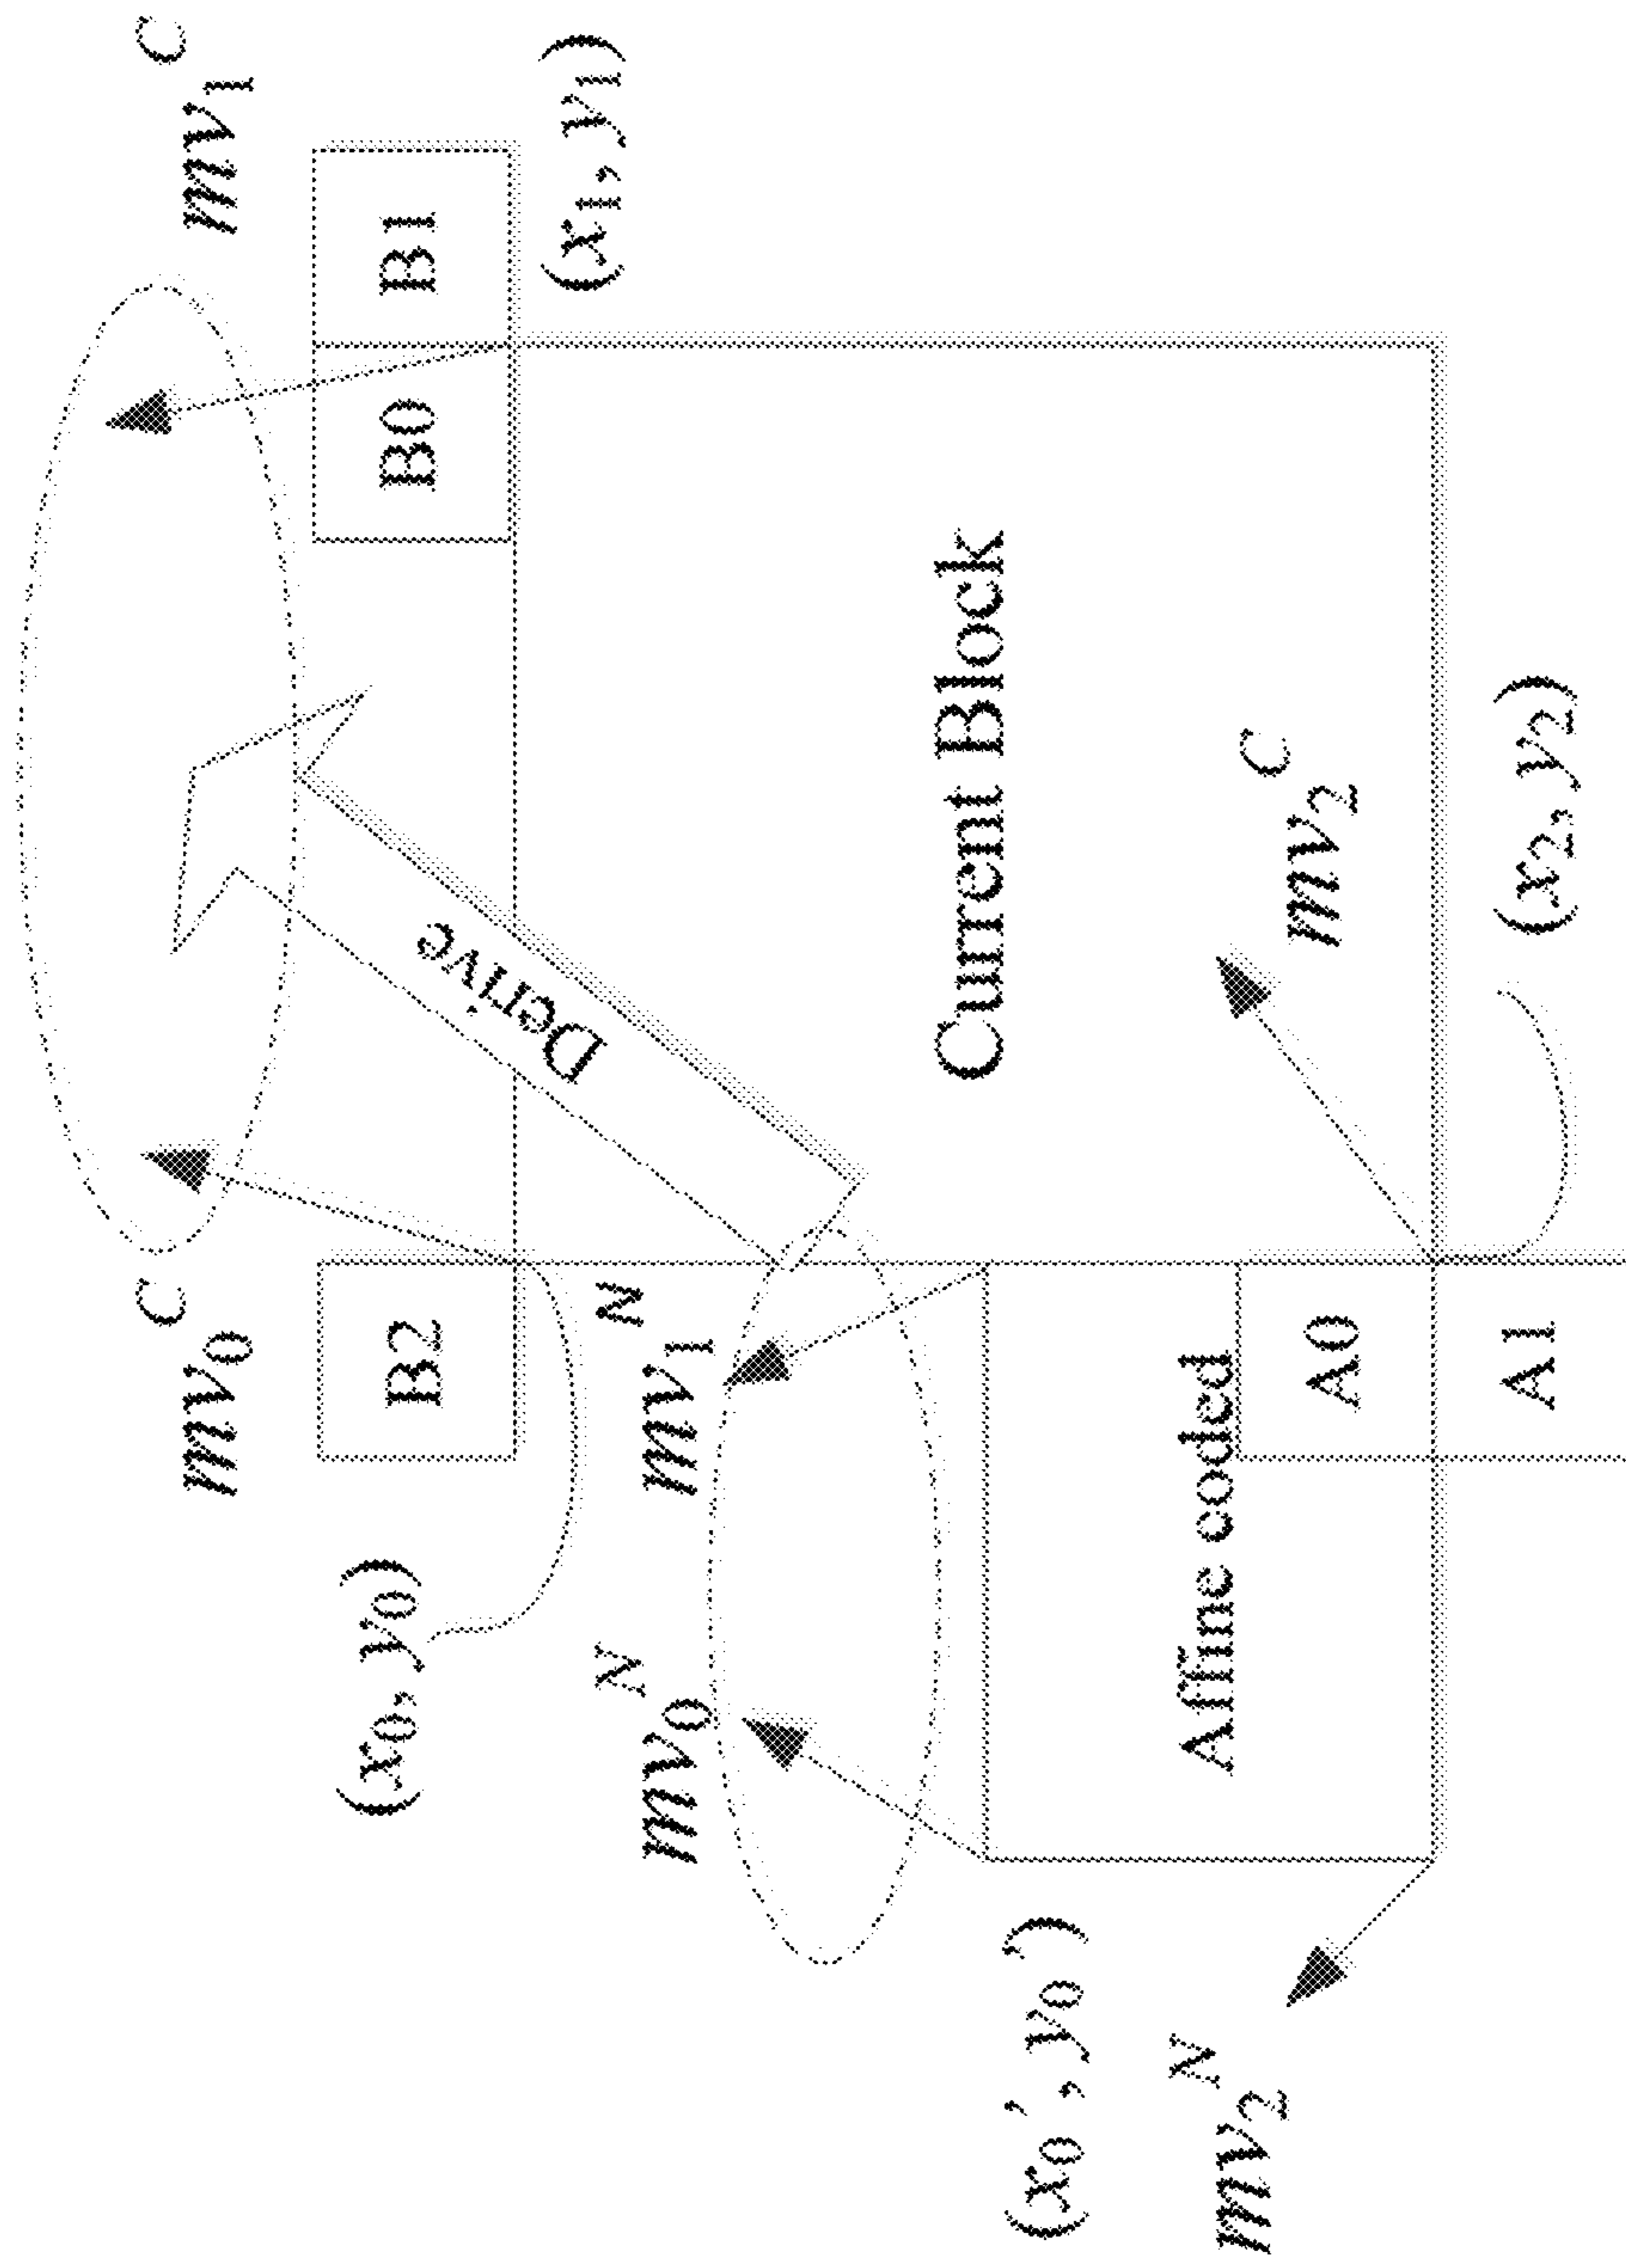 mv₀ᶜ
mv₁ᶜ
(x₀, y₀)
B2
B0
B1
Derive
(x₁, y₁)
mv₀ᴺ
mv₁ᴺ
Current Block
(x₀', y₀')
Affine coded
mv₂ᴺ
A0
mv₂ᶜ
A1
(x₂, y₂)